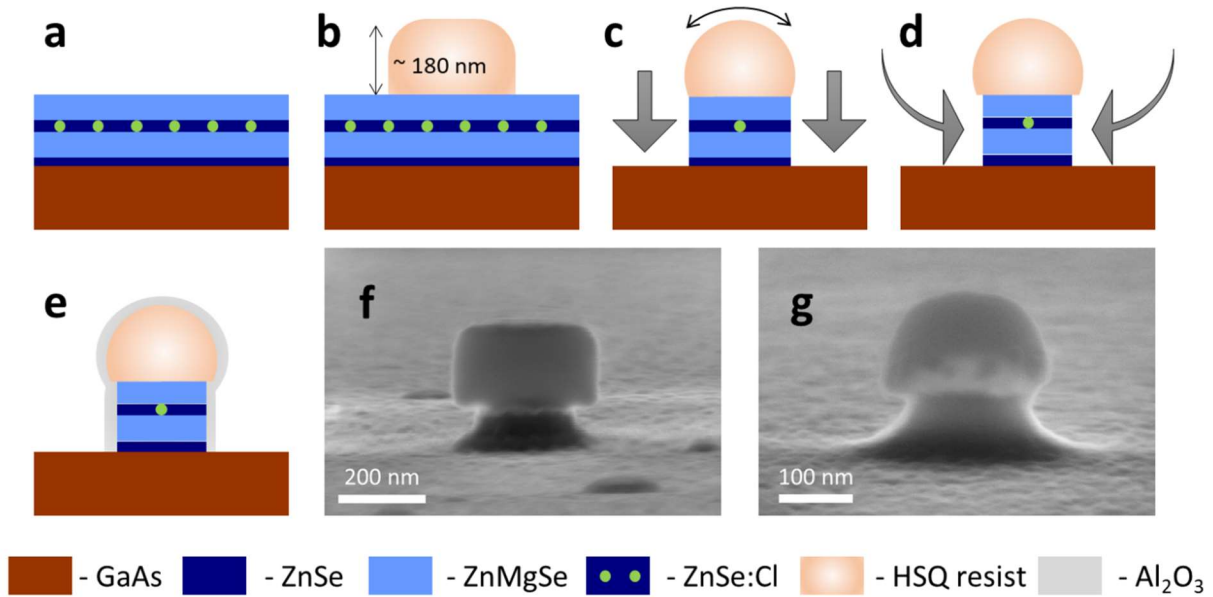 a
b
c
d
~ 180 nm
e
f
g
200 nm
100 nm
- GaAs
- ZnSe
- ZnMgSe
- ZnSe:Cl
- HSQ resist
- Al₂O₃